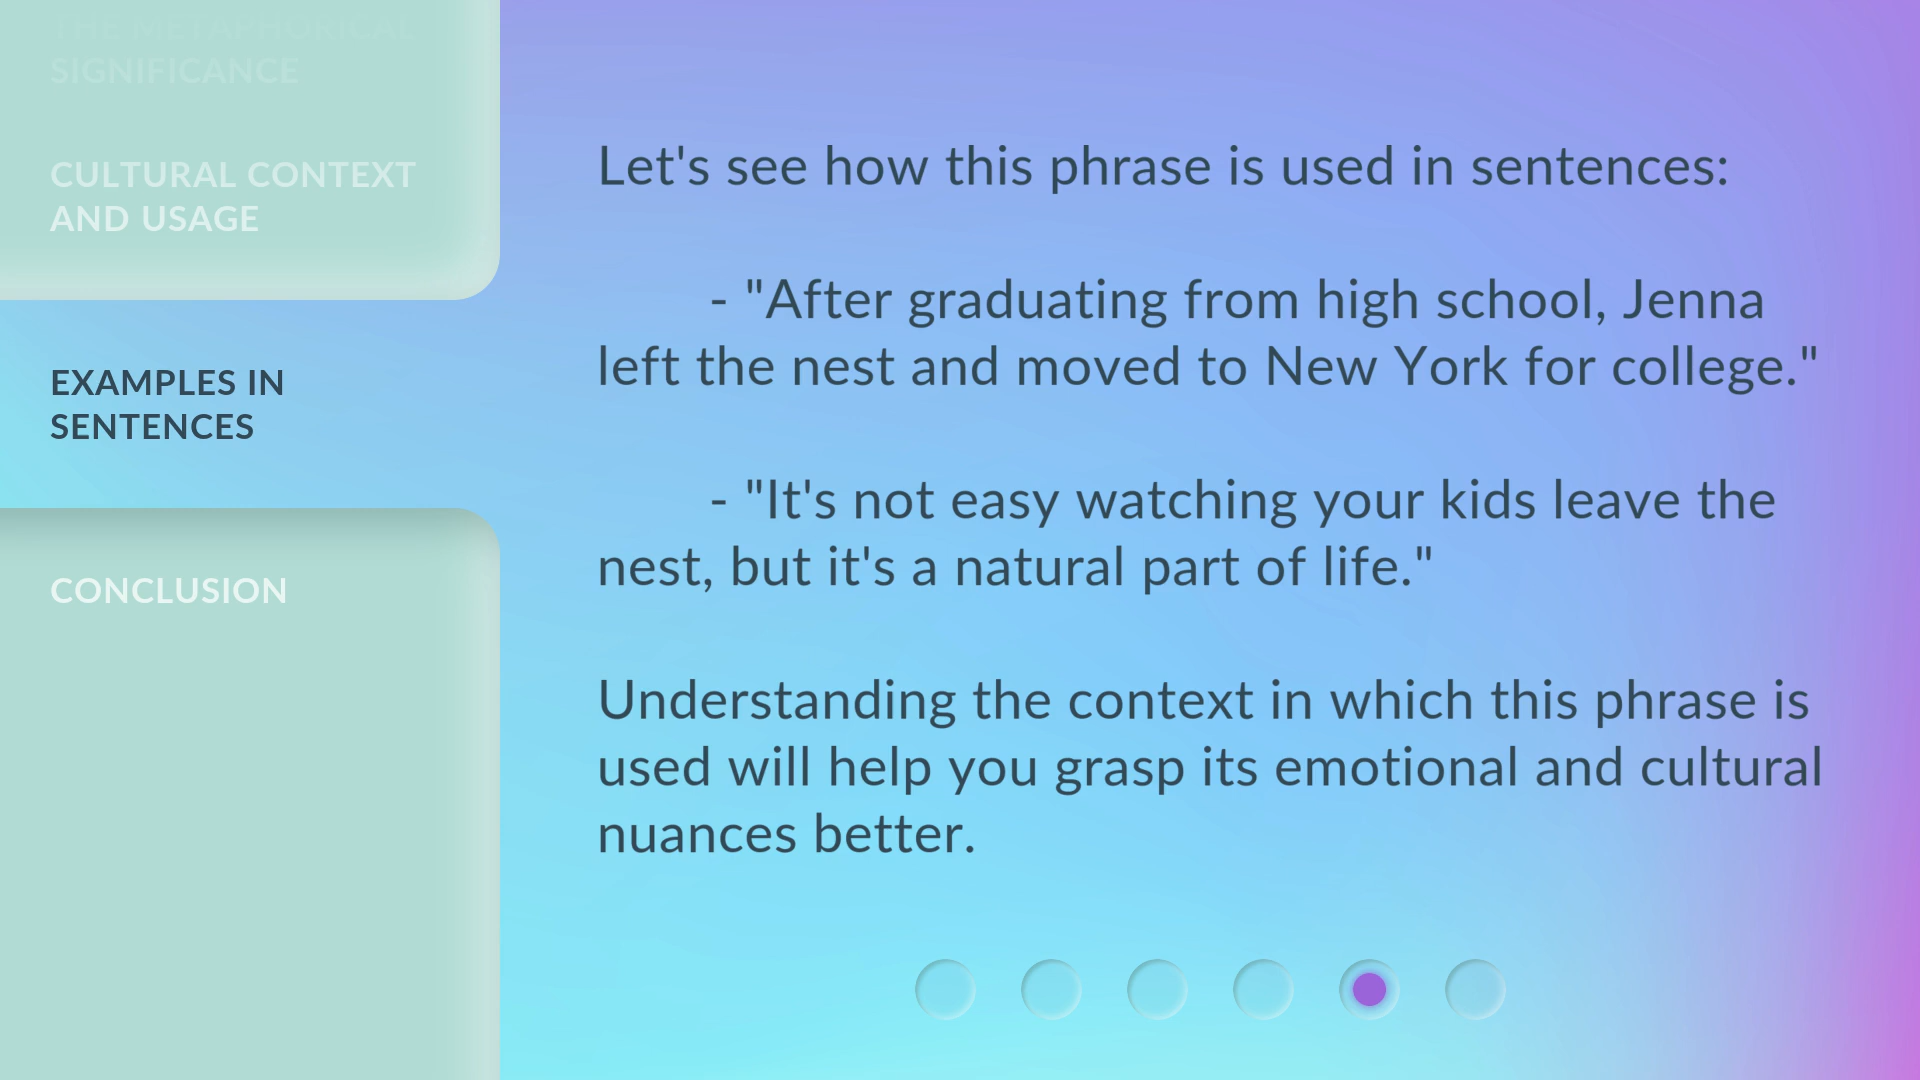 THE METAPHORICAL
SIGNIFICANCE
CULTURAL CONTEXT
AND USAGE
EXAMPLES IN
SENTENCES
CONCLUSION
Let's see how this phrase is used in sentences:
- "After graduating from high school, Jenna
left the nest and moved to New York for college."
- "It's not easy watching your kids leave the
nest, but it's a natural part of life."
Understanding the context in which this phrase is
used will help you grasp its emotional and cultural
nuances better.